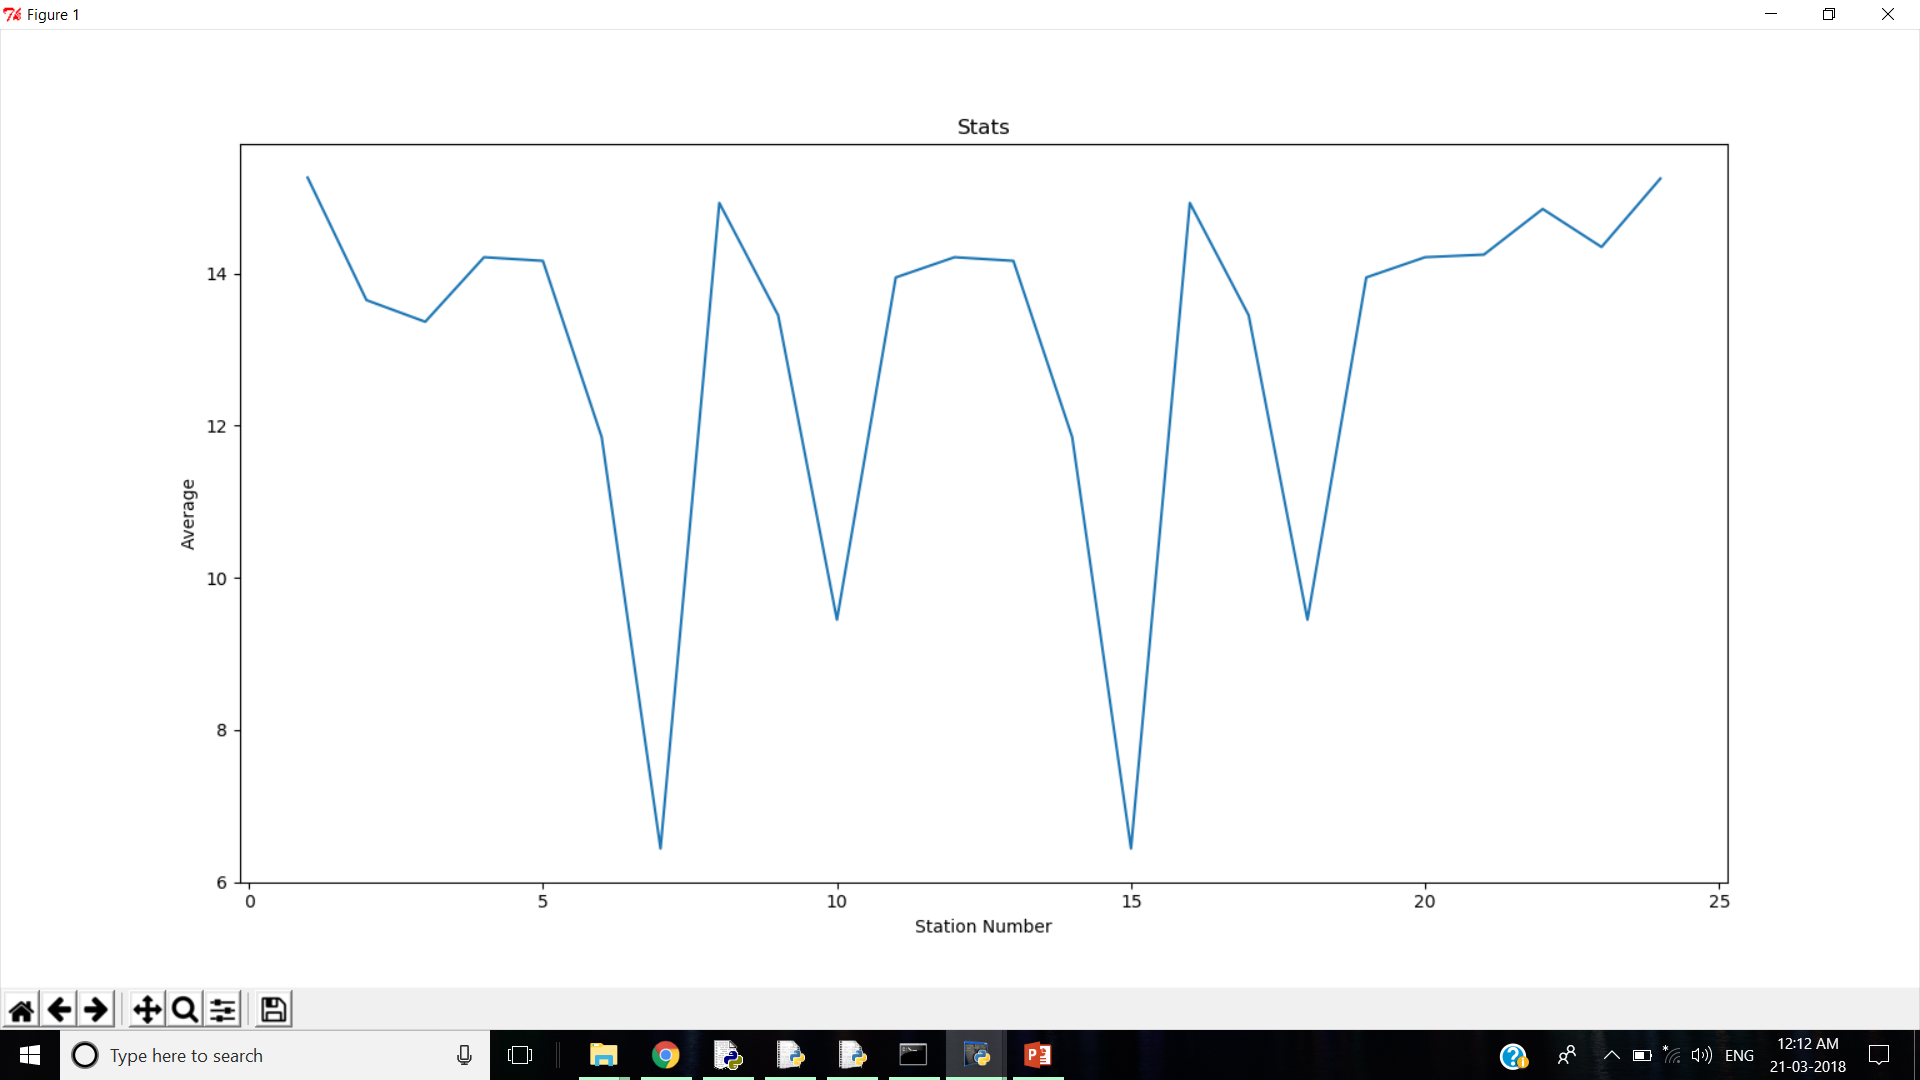 Figure 1
Stats
14
12
10
8
6
Average
0 5 10 15 20 25
Station Number
Type here to search
ENG
12:12 AM
21-03-2018